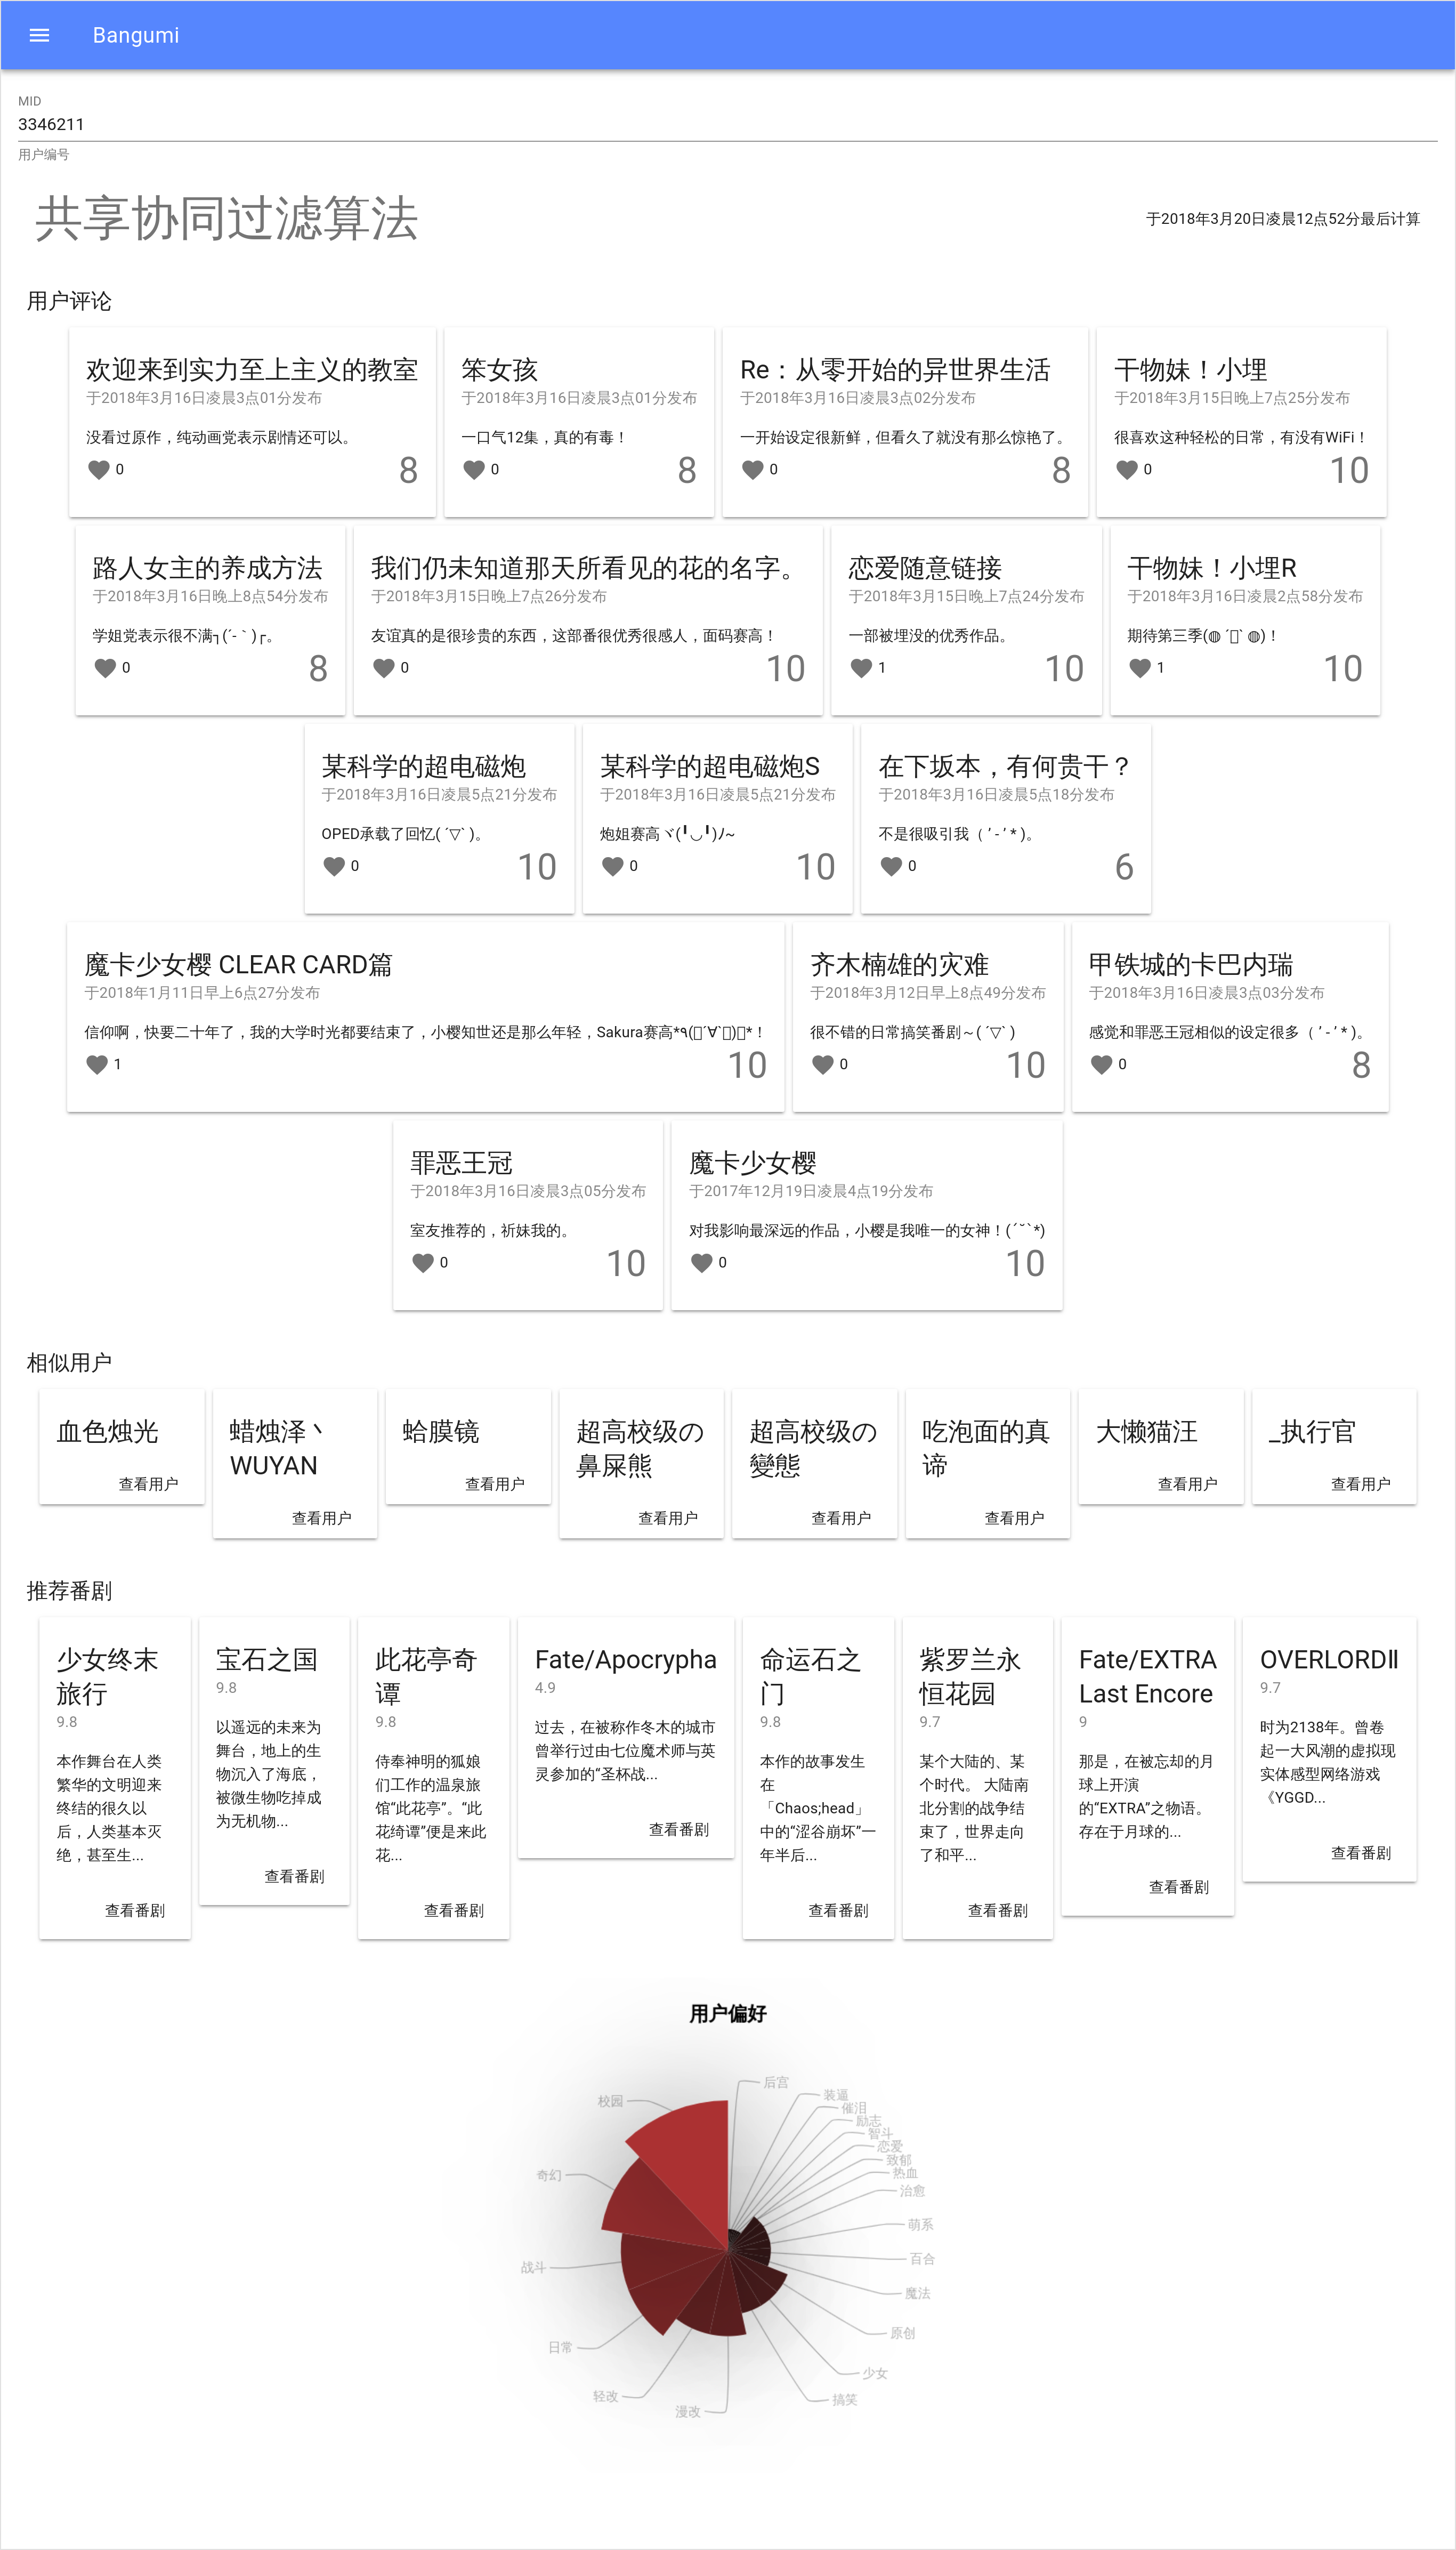 Bangumi
MID
3346211
用户编号
共享协同过滤算法
于2018年3月20日凌晨12点52分最后计算
用户评论
欢迎来到实力至上主义的教室
于2018年3月16日凌晨3点01分发布
没看过原作，纯动画党表示剧情还可以。
0
8
笨女孩
于2018年3月16日凌晨3点01分发布
一口气12集，真的有毒！
0
8
Re：从零开始的异世界生活
于2018年3月16日凌晨3点02分发布
一开始设定很新鲜，但看久了就没有那么惊艳了。
0
8
干物妹！小埋
于2018年3月15日晚上7点25分发布
很喜欢这种轻松的日常，有没有WiFi！
0
10
路人女主的养成方法
于2018年3月16日晚上8点54分发布
学姐党表示很不满┐(´-｀)┌。
0
8
我们仍未知道那天所看见的花的名字。
于2018年3月15日晚上7点26分发布
友谊真的是很珍贵的东西，这部番很优秀很感人，面码赛高！
0
10
恋爱随意链接
于2018年3月15日晚上7点24分发布
一部被埋没的优秀作品。
1
10
干物妹！小埋R
于2018年3月16日凌晨2点58分发布
期待第三季(◍ ´` ◍)！
1
10
某科学的超电磁炮
于2018年3月16日凌晨5点21分发布
OPED承载了回忆( ´▽` )。
0
10
某科学的超电磁炮S
于2018年3月16日凌晨5点21分发布
炮姐赛高ヾ(╹◡╹)ﾉ~
0
10
在下坂本，有何贵干？
于2018年3月16日凌晨5点18分发布
不是很吸引我（ ’ - ’ * )。
0
6
魔卡少女樱 CLEAR CARD篇
于2018年1月11日早上6点27分发布
信仰啊，快要二十年了，我的大学时光都要结束了，小樱知世还是那么年轻，Sakura赛高*٩(´∀`)*！
1
10
齐木楠雄的灾难
于2018年3月12日早上8点49分发布
很不错的日常搞笑番剧～( ´▽` )
0
10
甲铁城的卡巴内瑞
于2018年3月16日凌晨3点03分发布
感觉和罪恶王冠相似的设定很多（ ’ - ’ * )。
0
8
罪恶王冠
于2018年3月16日凌晨3点05分发布
室友推荐的，祈妹我的。
0
10
魔卡少女樱
于2017年12月19日凌晨4点19分发布
对我影响最深远的作品，小樱是我唯一的女神！(´˘`*)
0
10
相似用户
血色烛光
查看用户
蜡烛泽丶
WUYAN
查看用户
蛤膜镜
查看用户
超高校级の
鼻屎熊
查看用户
超高校级の
變態
查看用户
吃泡面的真
谛
查看用户
大懒猫汪
查看用户
_执行官
查看用户
推荐番剧
少女终末
旅行
9.8
本作舞台在人类
繁华的文明迎来
终结的很久以
后，人类基本灭
绝，甚至生...
查看番剧
宝石之国
9.8
以遥远的未来为
舞台，地上的生
物沉入了海底，
被微生物吃掉成
为无机物...
查看番剧
此花亭奇
谭
9.8
侍奉神明的狐娘
们工作的温泉旅
馆“此花亭”。“此
花绮谭”便是来此
花...
查看番剧
Fate/Apocrypha
4.9
过去，在被称作冬木的城市
曾举行过由七位魔术师与英
灵参加的“圣杯战...
查看番剧
命运石之
门
9.8
本作的故事发生
在
「Chaos;head」
中的“涩谷崩坏”一
年半后...
查看番剧
紫罗兰永
恒花园
9.7
某个大陆的、某
个时代。 大陆南
北分割的战争结
束了，世界走向
了和平...
查看番剧
Fate/EXTRA
Last Encore
9
那是，在被忘却的月
球上开演
的“EXTRA”之物语。
存在于月球的...
查看番剧
OVERLORDⅡ
9.7
时为2138年。曾卷
起一大风潮的虚拟现
实体感型网络游戏
《YGGD...
查看番剧
用户偏好
后宫
装逼
催泪
励志
智斗
恋爱
致郁
热血
治愈
萌系
百合
魔法
原创
少女
搞笑
漫改
轻改
日常
战斗
奇幻
校园